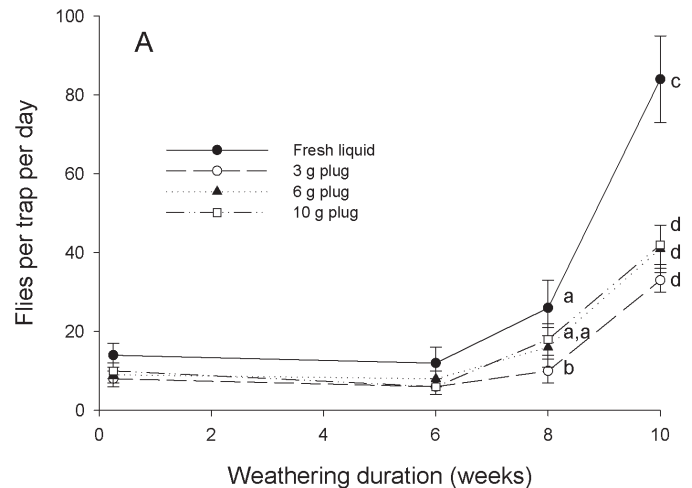 A
100
80
60
40
20
0
Flies per trap per day
Fresh liquid
3 g plug
6 g plug
10 g plug
c
d
d
d
a
a,a
b
0 2 4 6 8 10
Weathering duration (weeks)